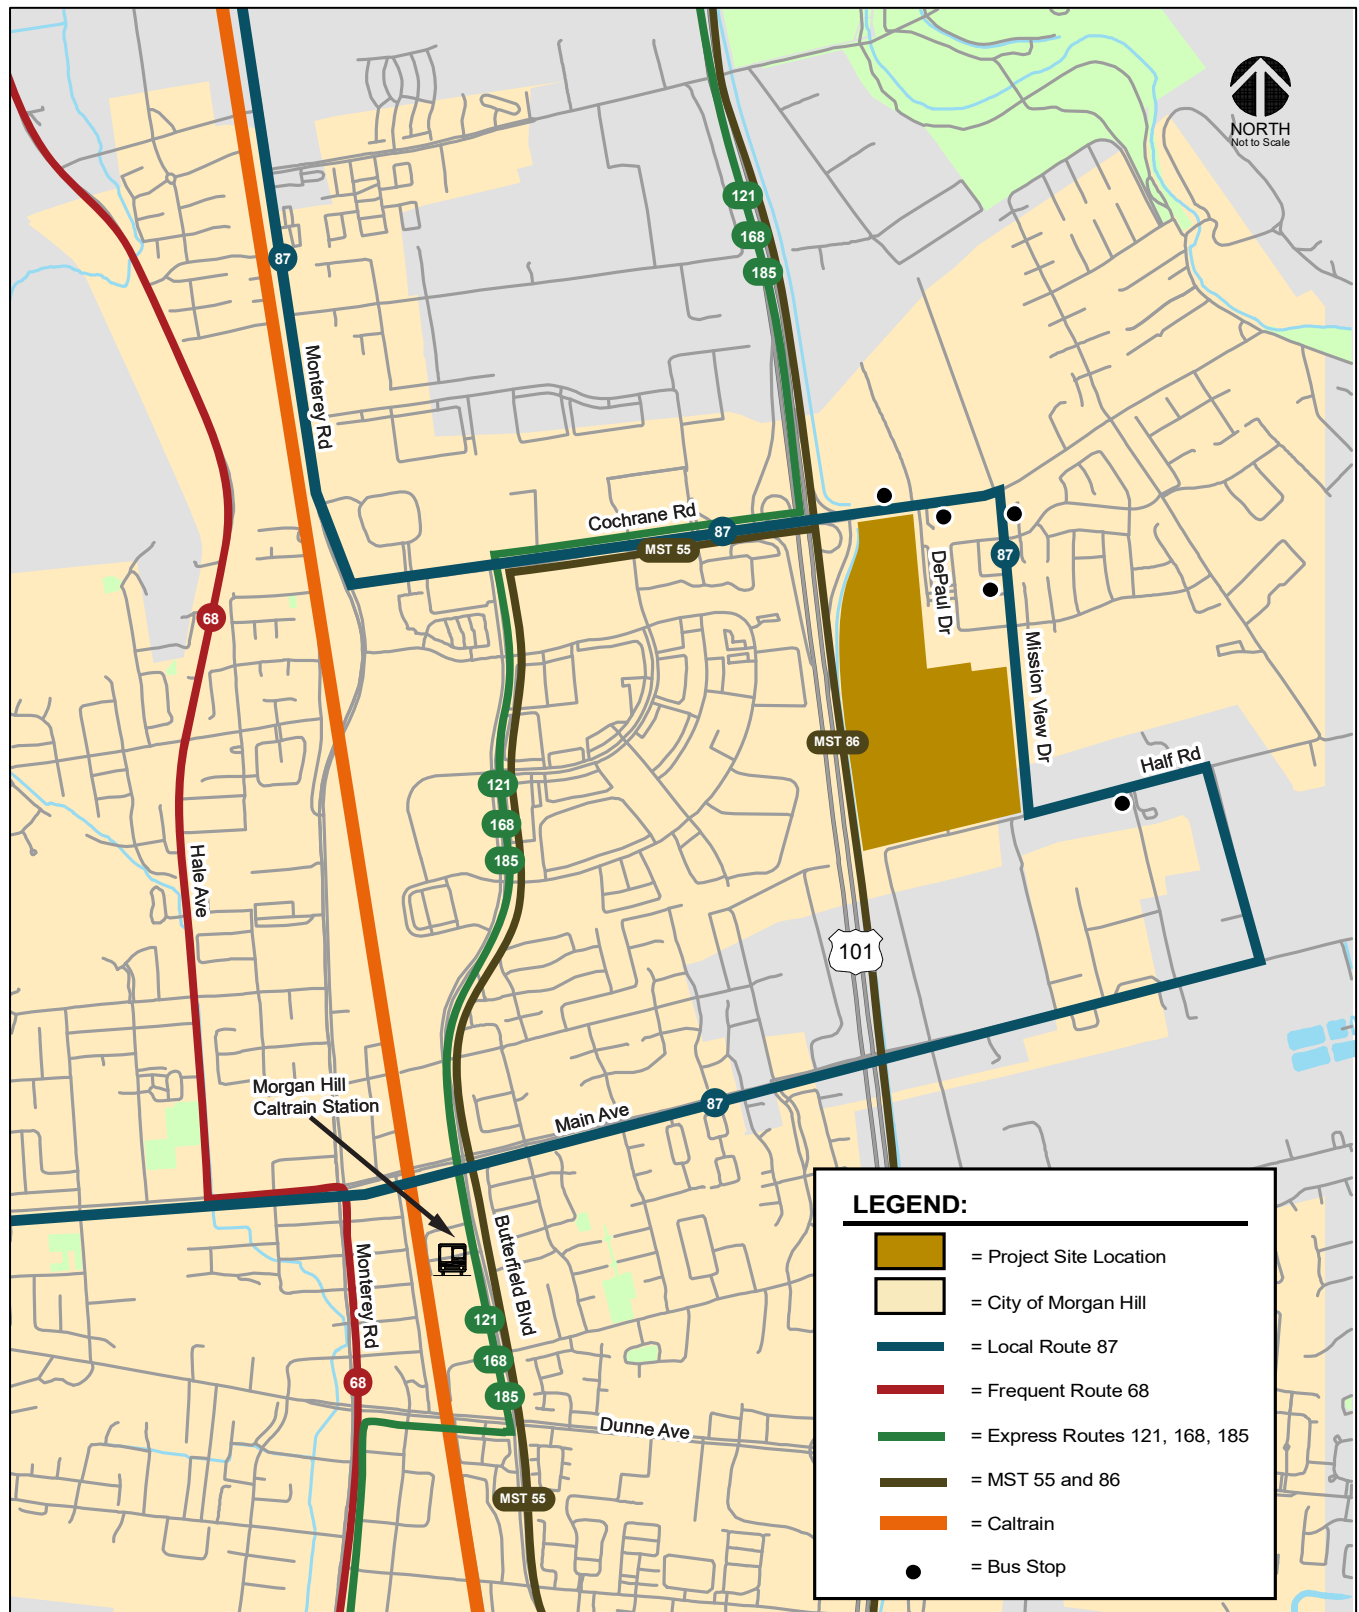 NORTH
Not to Scale
121
168
185
87
Monterey Rd
Cochrane Rd
87
MST 55
87
DePaul Dr
68
Mission View Dr
MST 86
Half Rd
121
168
185
Hale Ave
101
Morgan Hill
Caltrain Station
Main Ave
87
LEGEND:
= Project Site Location
= City of Morgan Hill
= Local Route 87
= Frequent Route 68
= Express Routes 121, 168, 185
= MST 55 and 86
= Caltrain
= Bus Stop
Butterfield Blvd
Monterey Rd
121
168
68
185
Dunne Ave
MST 55